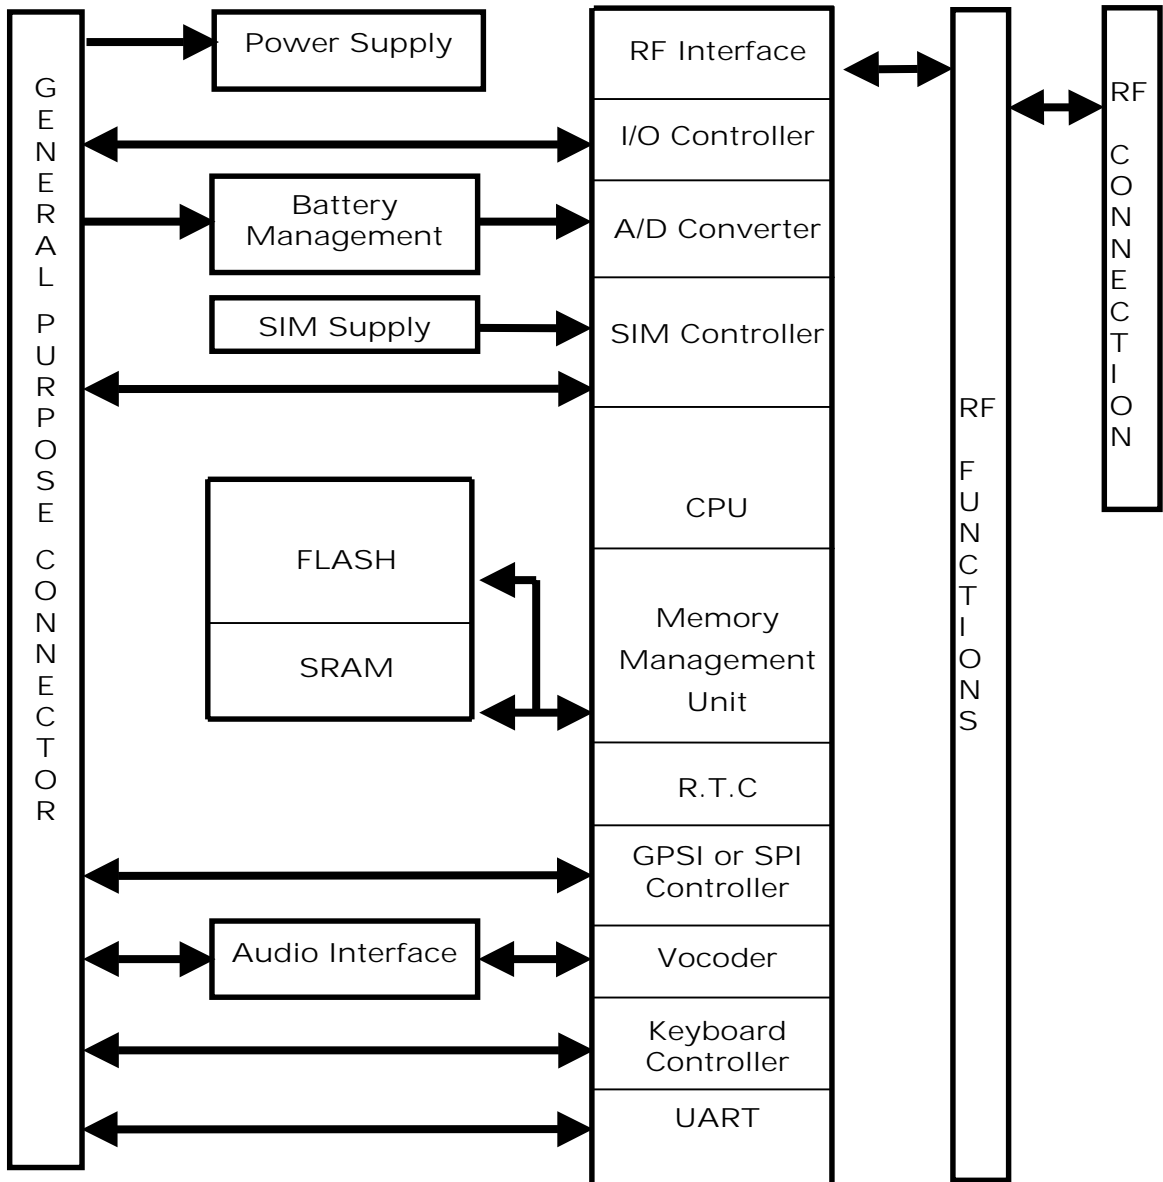 GENERAL PURPOSE CONNECTOR
Power Supply
Battery
Management
SIM Supply
FLASH
SRAM
Audio Interface
RF Interface
I/O Controller
A/D Converter
SIM Controller
CPU
Memory
Management
Unit
R.T.C
GPSI or SPI
Controller
Vocoder
Keyboard
Controller
UART
RF FUNCTIONS
RF CONNECTION